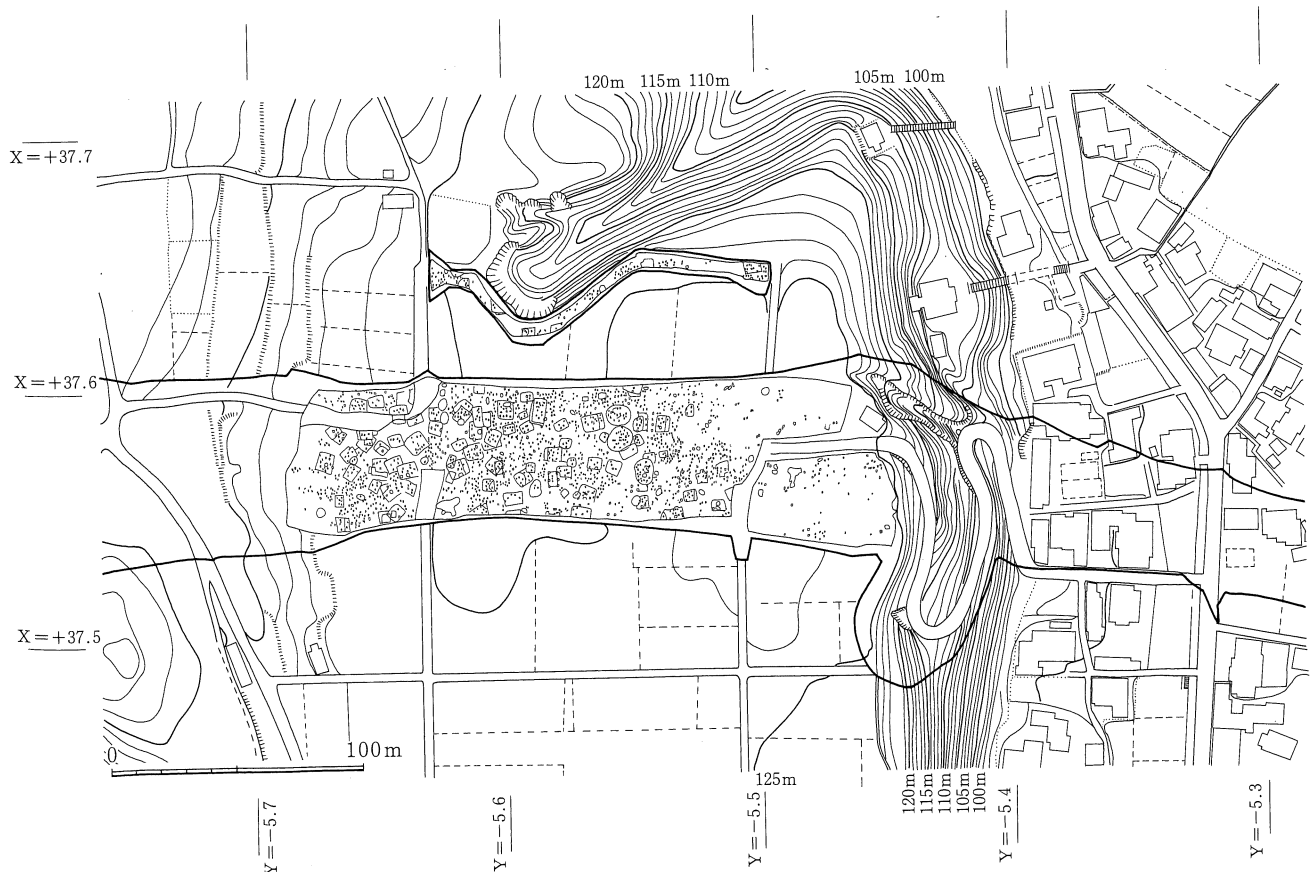 120m 115m 110m 105m 100m
X=+37.7
X=+37.6
X=+37.5
0 100m
125m
120m
115m
110m
105m
100m
Y=-5.7
Y=-5.6
Y=-5.5
Y=-5.4
Y=-5.3